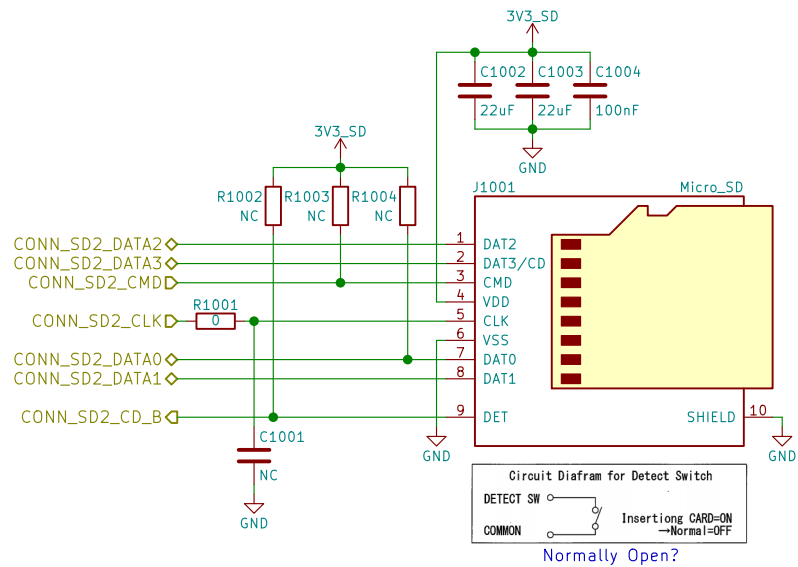 3V3_SD
C1002
C1003
C1004
22uF
22uF
100nF
GND
3V3_SD
R1002
R1003
R1004
NC
NC
NC
J1001
Micro_SD
CONN_SD2_DATA2
1
DAT2
CONN_SD2_DATA3
2
DAT3/CD
CONN_SD2_CMD
3
CMD
4
VDD
R1001
CONN_SD2_CLK
0
5
CLK
6
VSS
CONN_SD2_DATA0
7
DAT0
CONN_SD2_DATA1
8
DAT1
CONN_SD2_CD_B
9
DET
SHIELD
10
C1001
NC
GND
GND
GND
Circuit Diafram for Detect Switch
DETECT SW
Insertiong CARD=ON
COMMON
→Normal=OFF
Normally Open?